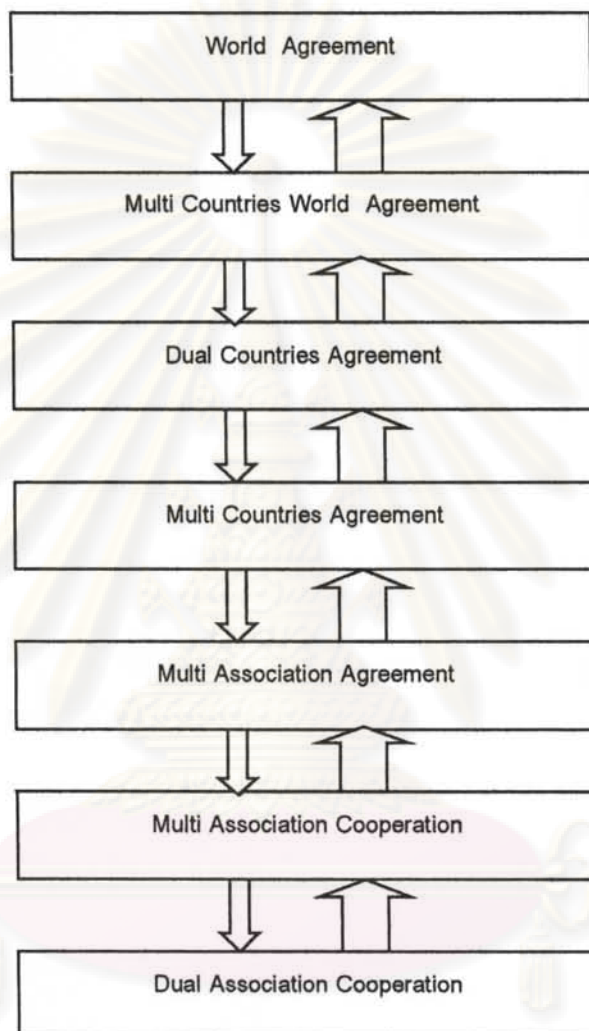 World Agreement
Multi Countries World Agreement
Dual Countries Agreement
Multi Countries Agreement
Multi Association Agreement
Multi Association Cooperation
Dual Association Cooperation